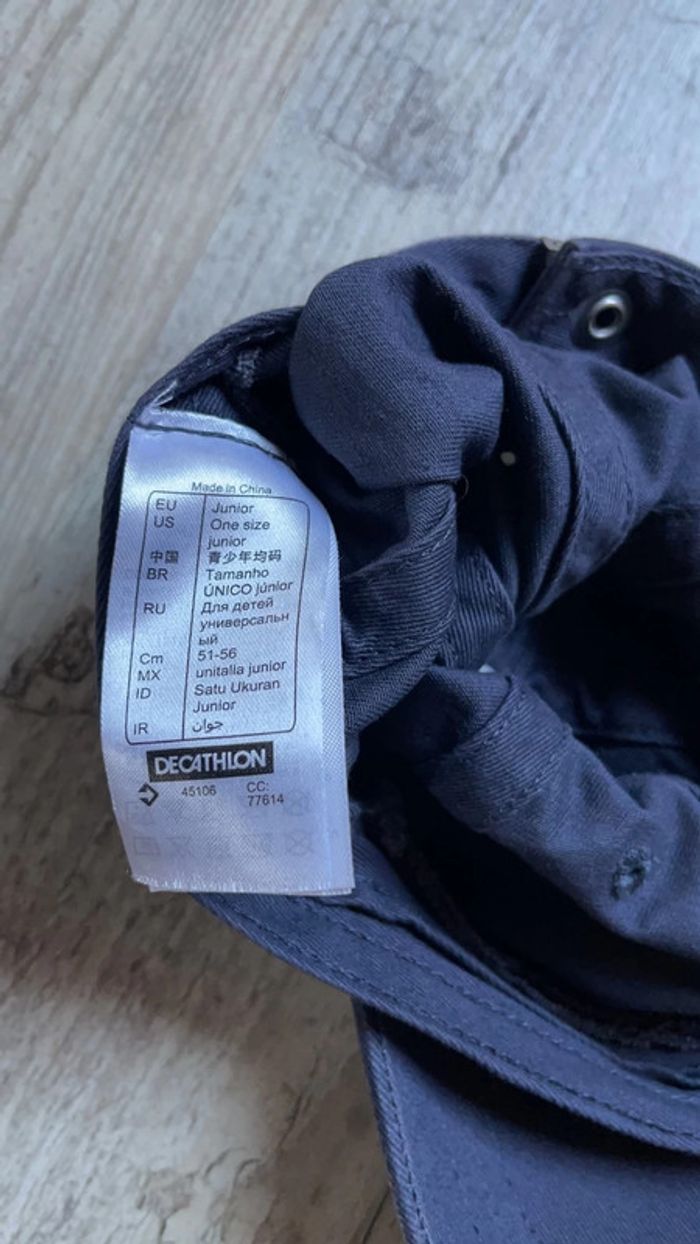 Made in China
EU Junior
US One size
junior
中国 青少年均码
BR Tamanho
ÚNICO júnior
RU Для детей
универсальн
ый
Cm 51-56
MX unitalla junior
ID Satu Ukuran
Junior
IR جوان
DECATHLON
45106 CC:
77614